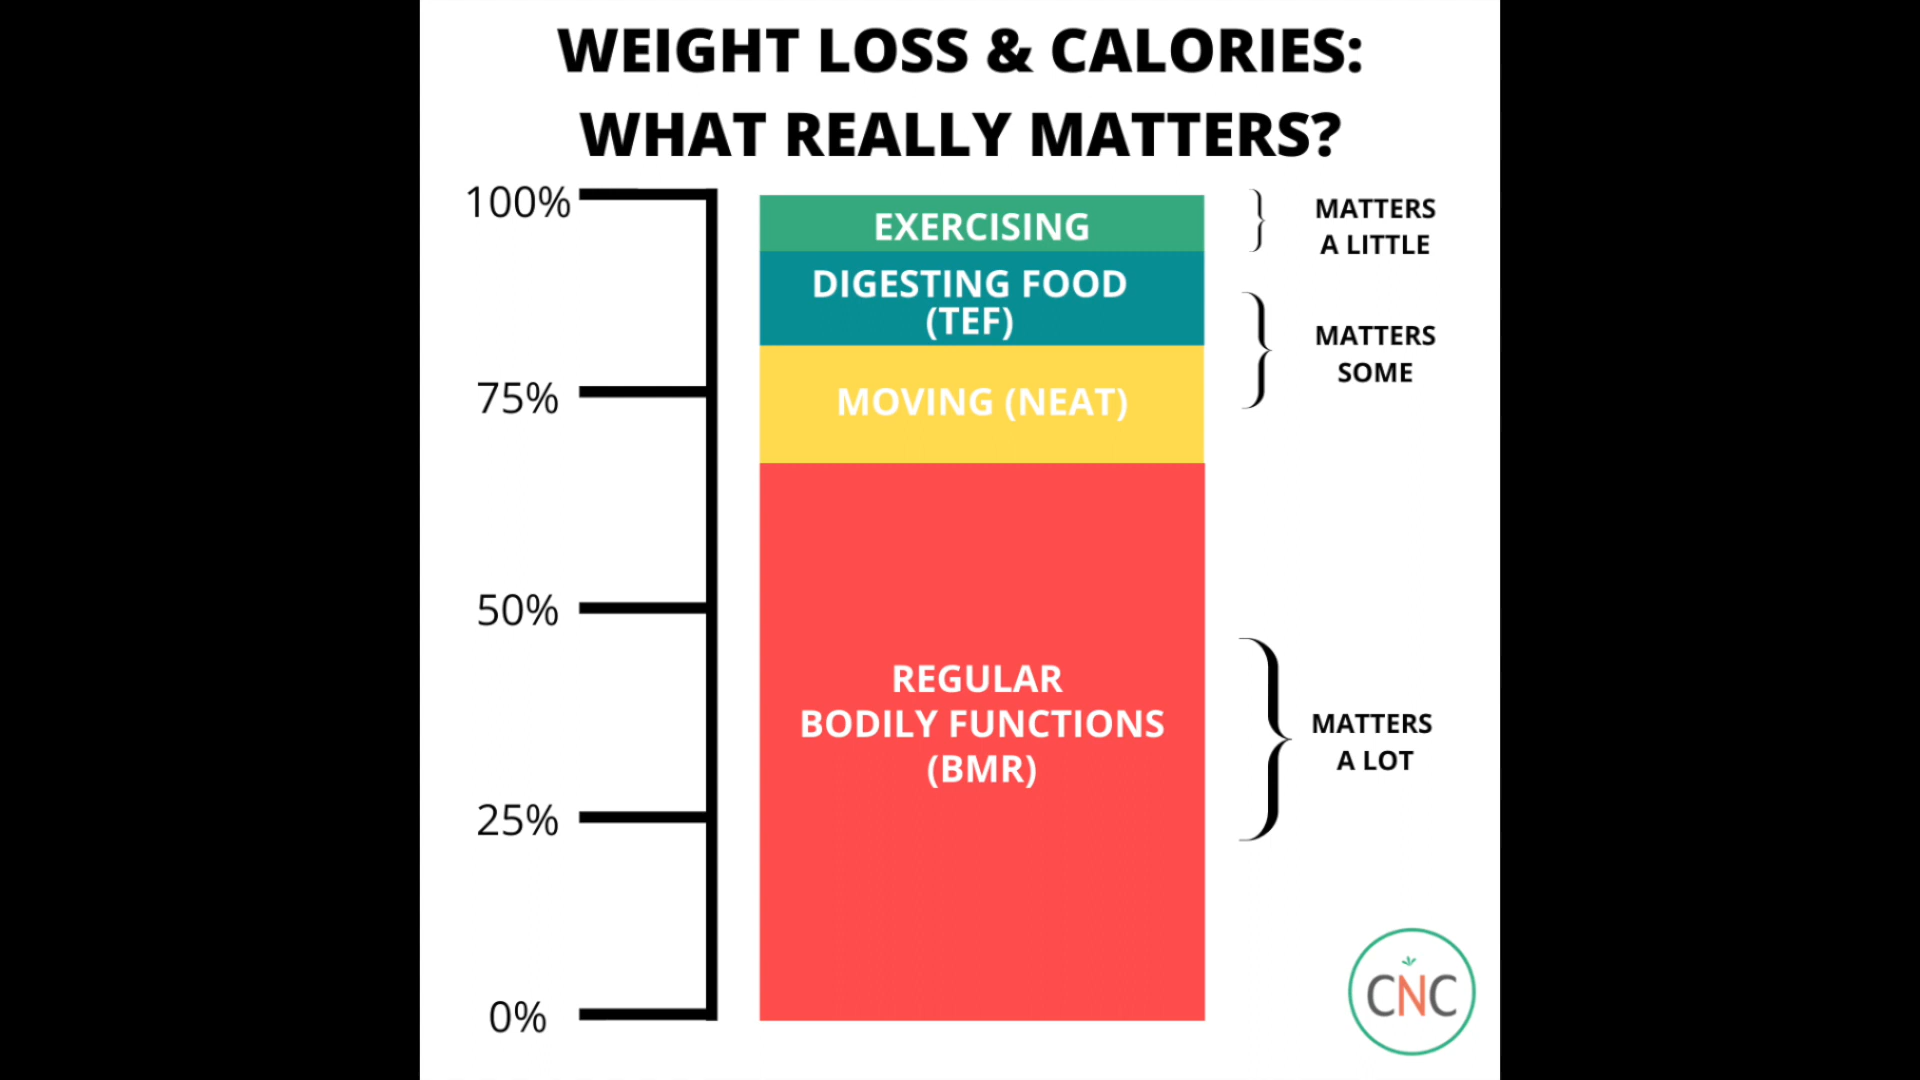 WEIGHT LOSS & CALORIES:
WHAT REALLY MATTERS?
100%
75%
50%
25%
0%
EXERCISING
DIGESTING FOOD
(TEF)
MOVING (NEAT)
REGULAR
BODILY FUNCTIONS
(BMR)
MATTERS
A LITTLE
MATTERS
SOME
MATTERS
A LOT
CNC